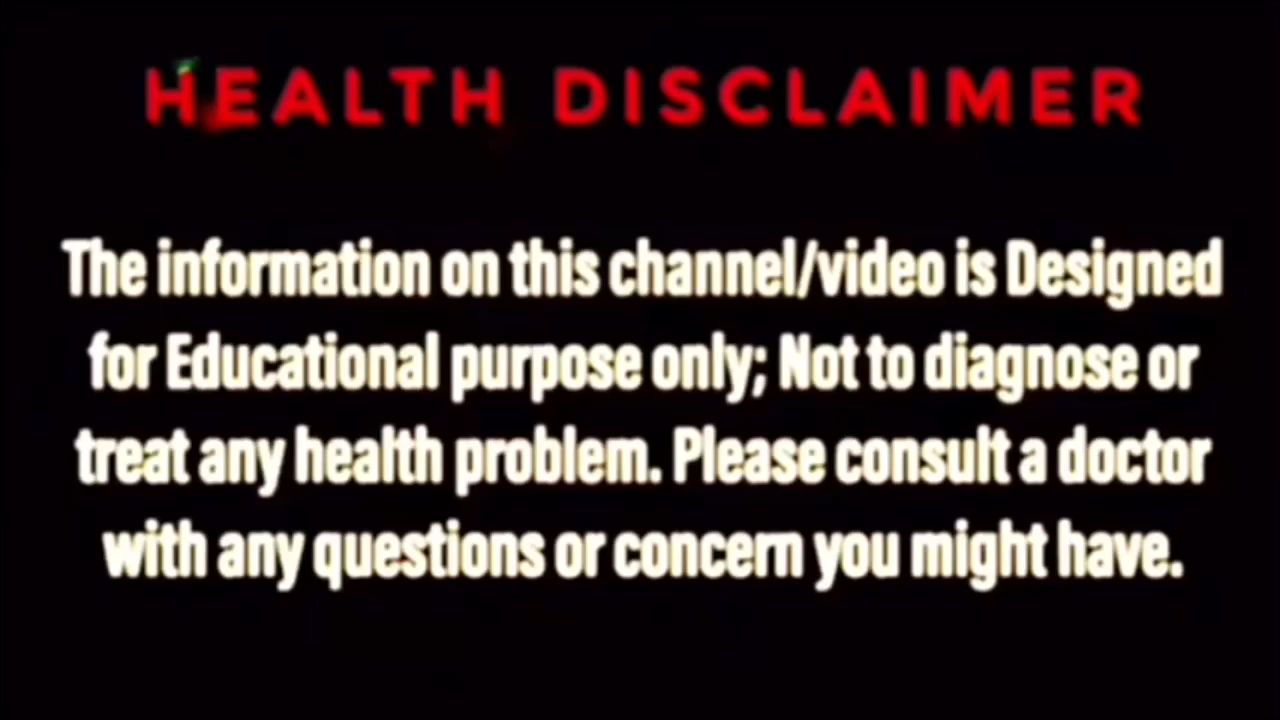 HEALTH DISCLAIMER
The information on this channel/video is Designed
for Educational purpose only; Not to diagnose or
treat any health problem. Please consult a doctor
with any questions or concern you might have.